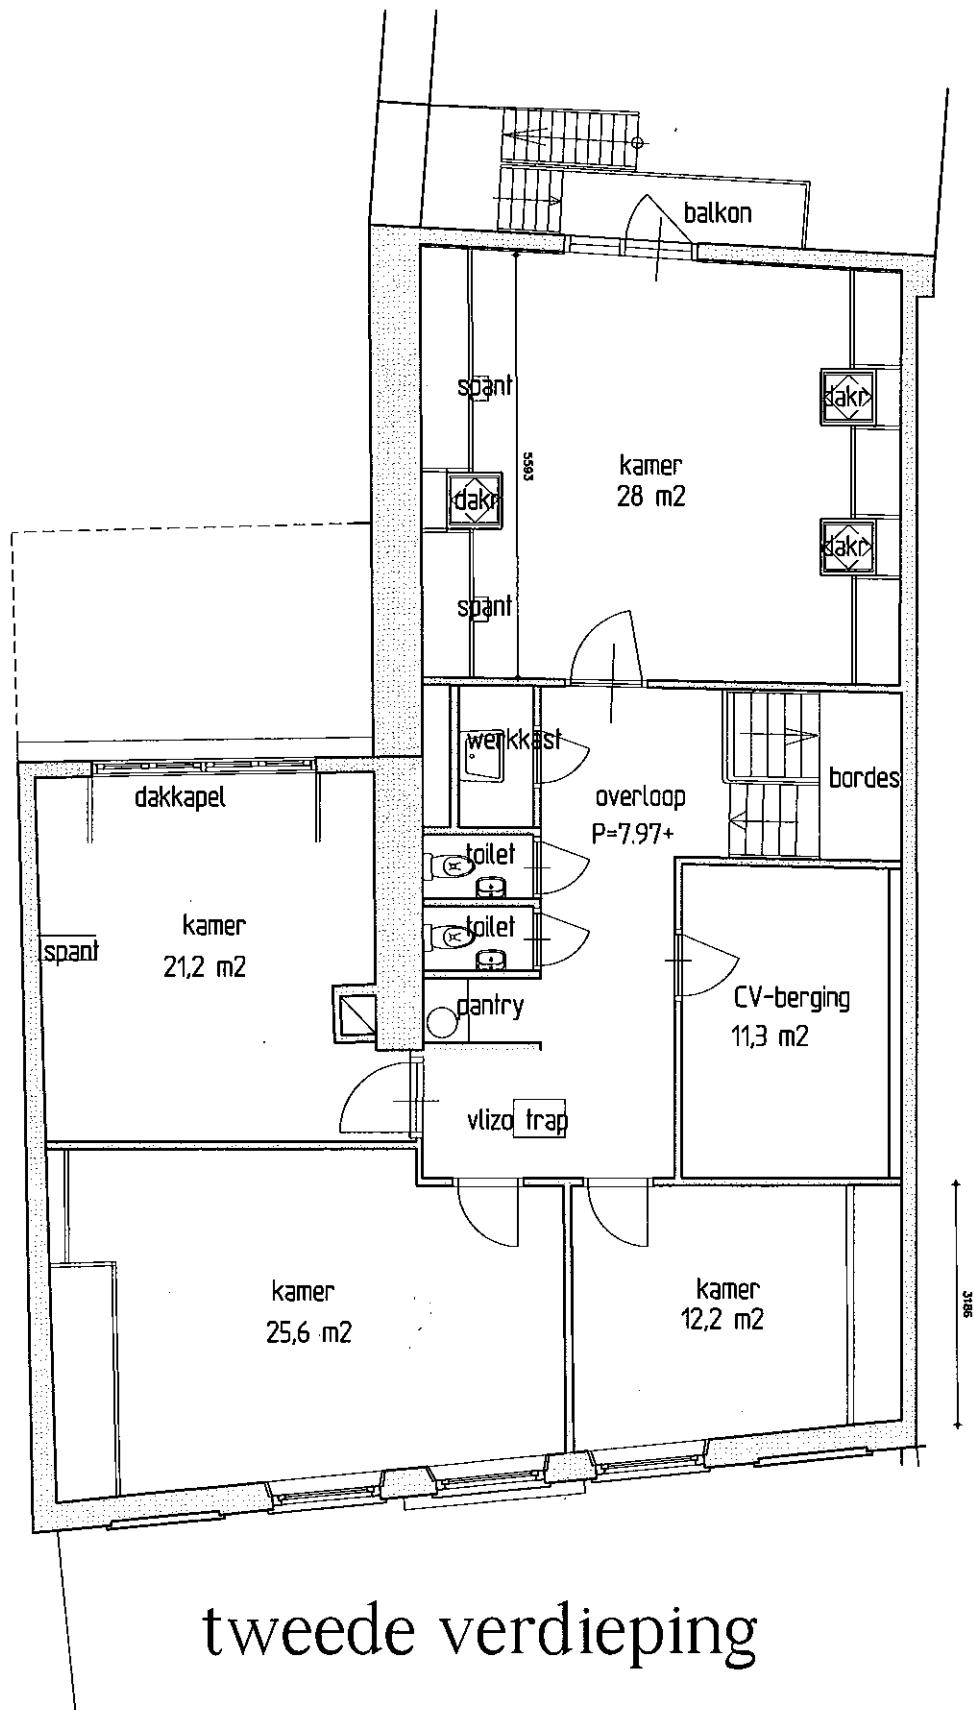 balkon
spant
dakr
5593
kamer
28 m2
dakr
dakr
spant
werkkast
overloop
P=7.97+
bordes
dakkapel
toilet
kamer
21,2 m2
spant
toilet
pantry
CV-berging
11,3 m2
vlizo trap
kamer
25,6 m2
kamer
12,2 m2
3186
tweede verdieping